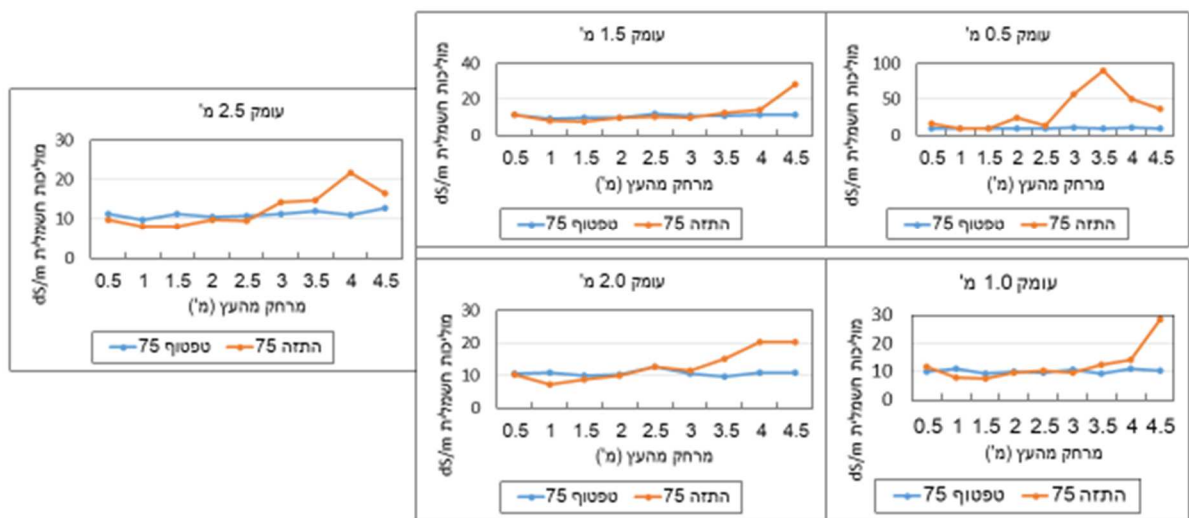 עומק 0.5 מ'
מוליכות חשמלית dS/m
100
50
0
0.5 1 1.5 2 2.5 3 3.5 4 4.5
מרחק מהעץ (מ')
טפטוף 75 התזה 75
עומק 1.5 מ'
מוליכות חשמלית dS/m
40
20
0
0.5 1 1.5 2 2.5 3 3.5 4 4.5
מרחק מהעץ (מ')
טפטוף 75 התזה 75
עומק 2.5 מ'
מוליכות חשמלית dS/m
30
20
10
0
0.5 1 1.5 2 2.5 3 3.5 4 4.5
מרחק מהעץ (מ')
טפטוף 75 התזה 75
עומק 1.0 מ'
מוליכות חשמלית dS/m
30
20
10
0
0.5 1 1.5 2 2.5 3 3.5 4 4.5
מרחק מהעץ (מ')
טפטוף 75 התזה 75
עומק 2.0 מ'
מוליכות חשמלית dS/m
30
20
10
0
0.5 1 1.5 2 2.5 3 3.5 4 4.5
מרחק מהעץ (מ')
טפטוף 75 התזה 75